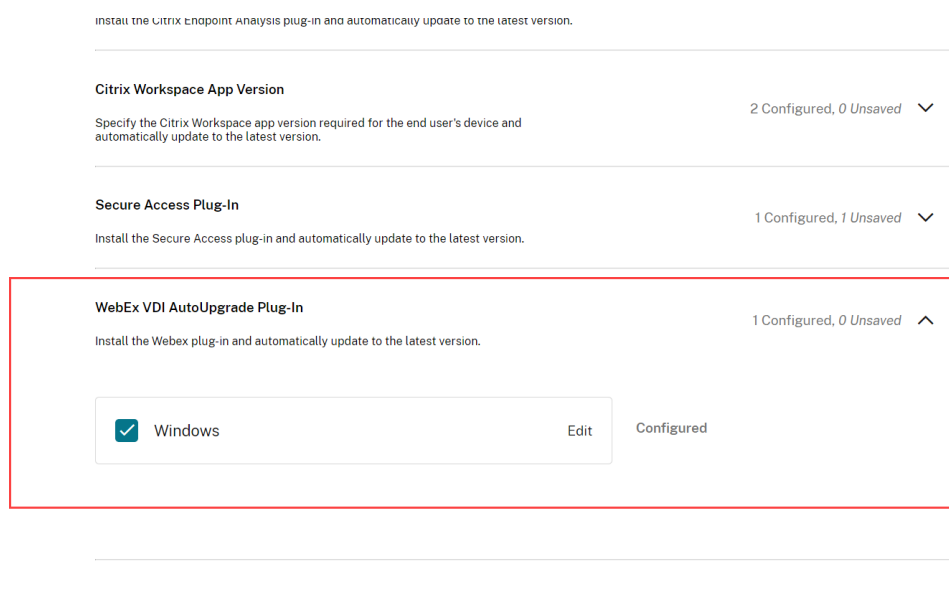 Install the Citrix Endpoint Analysis plug-in and automatically update to the latest version.
Citrix Workspace App Version
2 Configured, 0 Unsaved
Specify the Citrix Workspace app version required for the end user's device and
automatically update to the latest version.
Secure Access Plug-In
1 Configured, 1 Unsaved
Install the Secure Access plug-in and automatically update to the latest version.
WebEx VDI AutoUpgrade Plug-In
1 Configured, 0 Unsaved
Install the Webex plug-in and automatically update to the latest version.
Windows
Edit
Configured